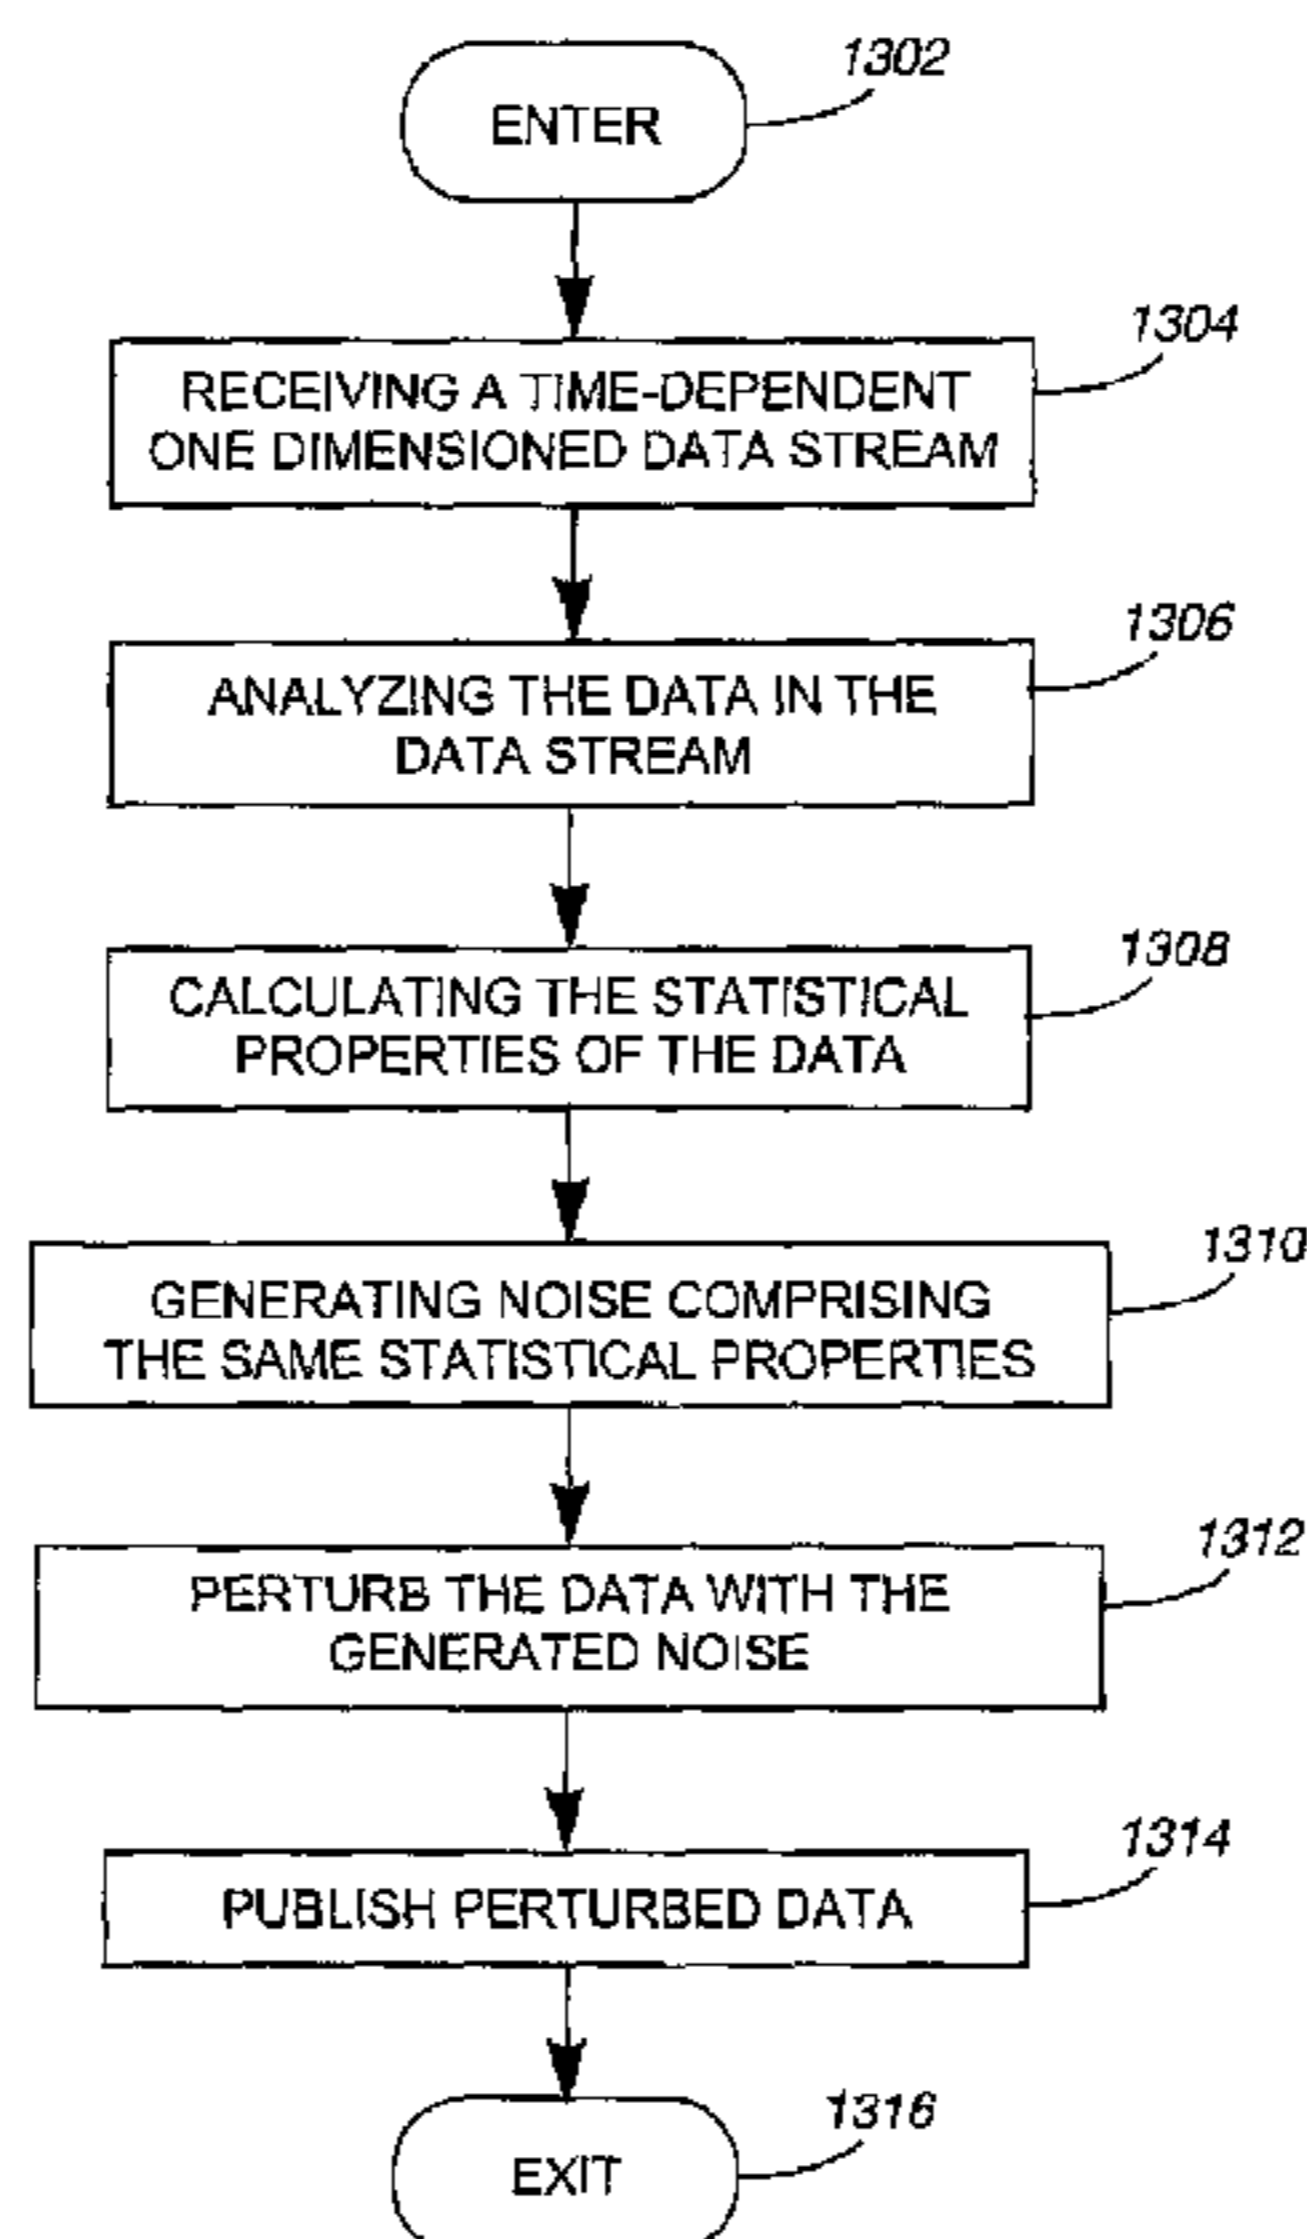 1302
ENTER
1304
RECEIVING A TIME-DEPENDENT
ONE DIMENSIONED DATA STREAM
1306
ANALYZING THE DATA IN THE
DATA STREAM
1308
CALCULATING THE STATISTICAL
PROPERTIES OF THE DATA
1310
GENERATING NOISE COMPRISING
THE SAME STATISTICAL PROPERTIES
1312
PERTURB THE DATA WITH THE
GENERATED NOISE
1314
PUBLISH PERTURBED DATA
1316
EXIT